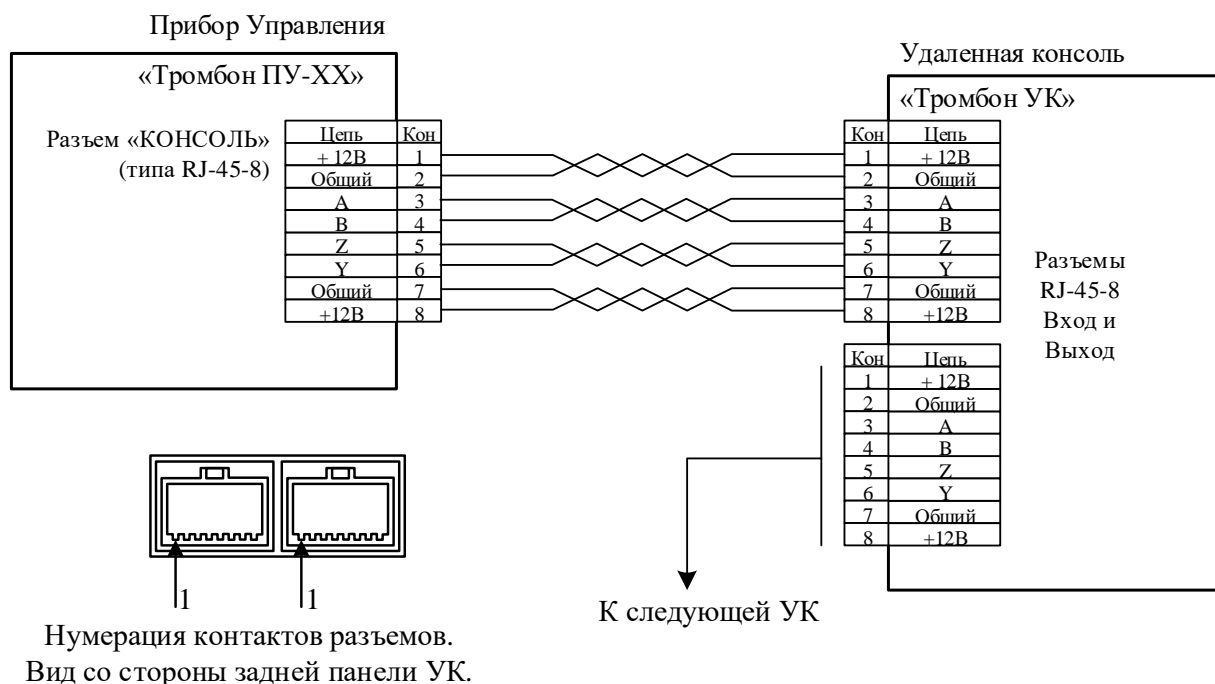 Прибор Управления
«Тромбон ПУ-ХХ»
Разъем «КОНСОЛЬ»
(типа RJ-45-8)
Цепь Кон
+ 12В 1
Общий 2
A 3
B 4
Z 5
Y 6
Общий 7
+12В 8
Удаленная консоль
«Тромбон УК»
Кон Цепь
1 + 12В
2 Общий
3 A
4 B
5 Z
6 Y
7 Общий
8 +12В
Разъемы
RJ-45-8
Вход и
Выход
Кон Цепь
1 + 12В
2 Общий
3 A
4 B
5 Z
6 Y
7 Общий
8 +12В
К следующей УК
1 1
Нумерация контактов разъемов.
Вид со стороны задней панели УК.